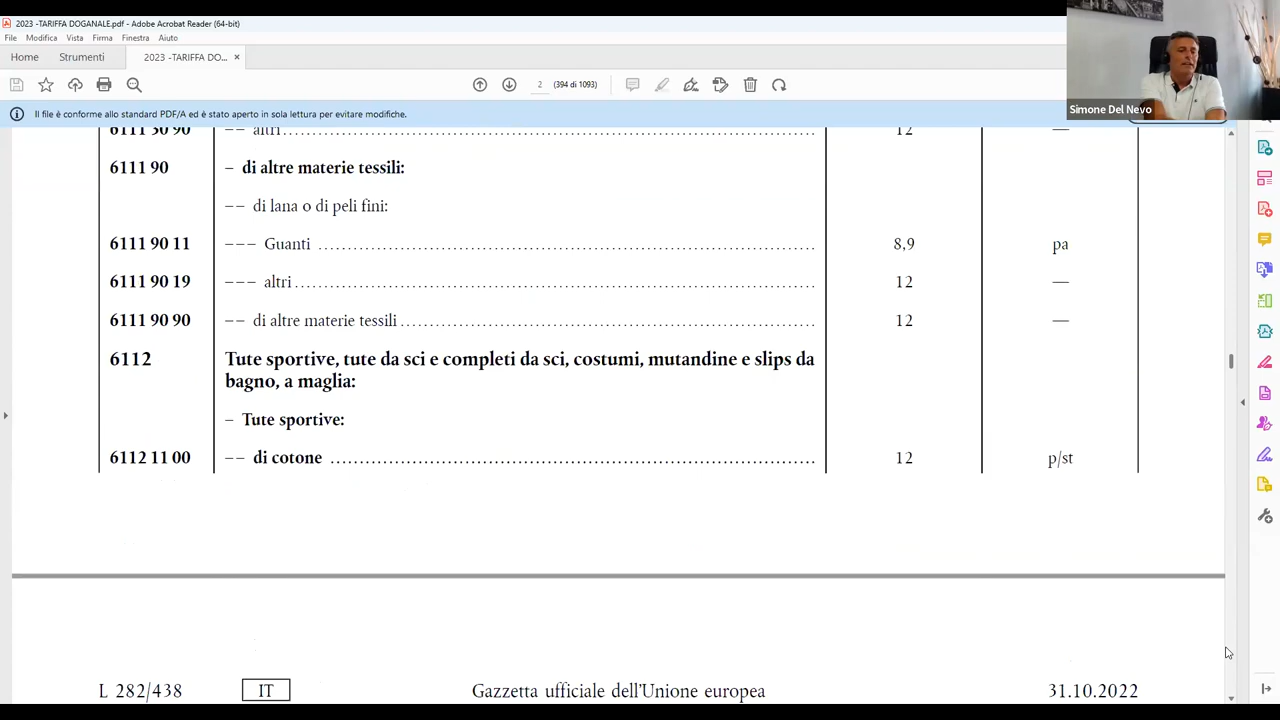 2023 -TARIFFA DOGANALE.pdf - Adobe Acrobat Reader (64-bit)
File Modifica Vista Firma Finestra Aiuto
Home Strumenti 2023 -TARIFFA DO... ×
2 (394 di 1093)
Il file è conforme allo standard PDF/A ed è stato aperto in sola lettura per evitare modifiche.
Simone Del Nevo
6111 30 90 – – altri 12 —
6111 90 – di altre materie tessili:
– – di lana o di peli fini:
6111 90 11 – – – Guanti 8,9 pa
6111 90 19 – – – altri 12 —
6111 90 90 – – di altre materie tessili 12 —
6112 Tute sportive, tute da sci e completi da sci, costumi, mutandine e slips da
bagno, a maglia:
– Tute sportive:
6112 11 00 – – di cotone 12 p/st
L 282/438 IT Gazzetta ufficiale dell'Unione europea 31.10.2022